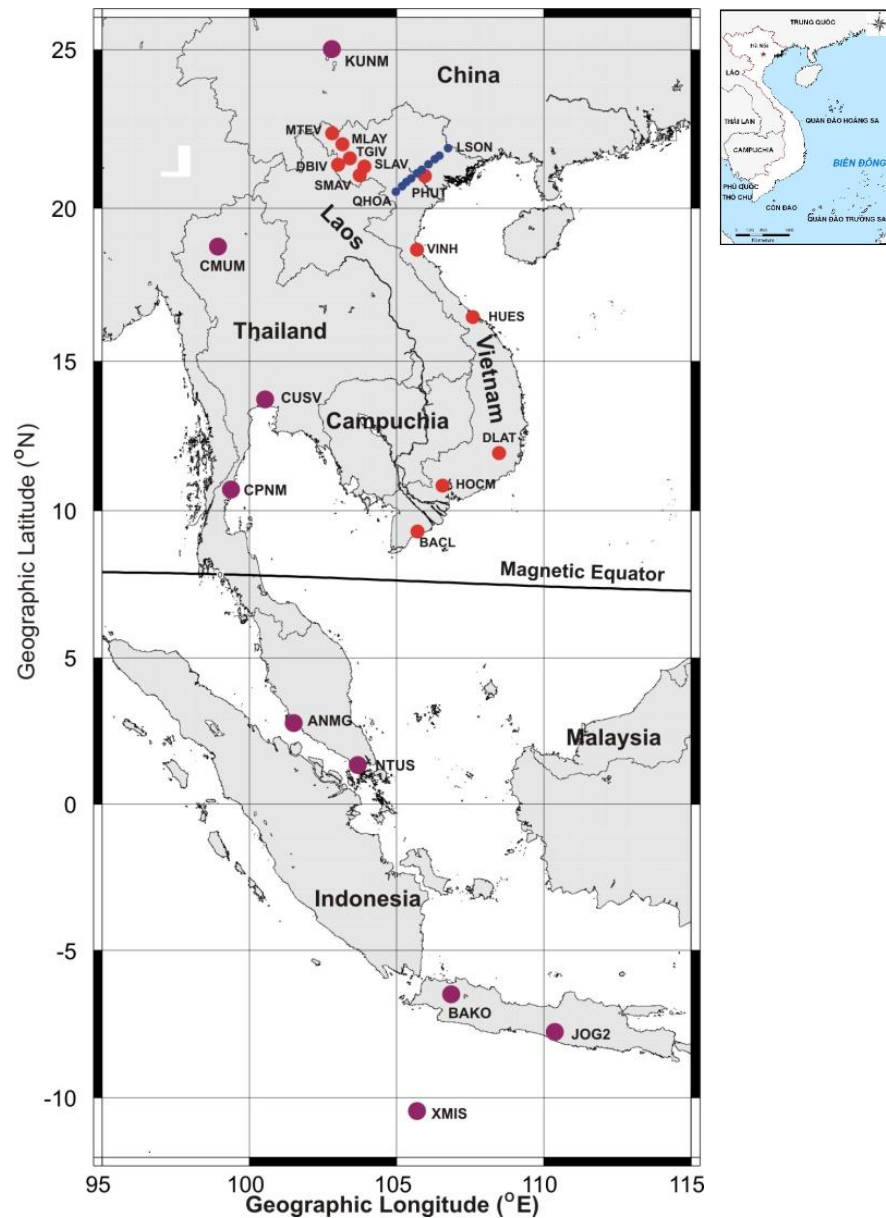 25
20
15
10
5
0
-5
-10
95
100
105
110
115
Geographic Latitude (°N)
Geographic Longitude (°E)
KUNM
China
MTEV
MLAY
LSON
TGIV
DBIV
SLAV
SMAV
QHOA
PHUT
Laos
VINH
CMUM
HUES
Thailand
Vietnam
CUSV
Campuchia
DLAT
CPNM
HOCM
BACL
Magnetic Equator
ANMG
NTUS
Malaysia
Indonesia
BAKO
JOG2
XMIS
TRUNG QUỐC
Hà Nội
LÀO
THÁI LAN
QUẦN ĐẢO HOÀNG SA
CAMPUCHIA
BIỂN ĐÔNG
PHÚ QUỐC
THỔ CHU
CÔN ĐẢO
QUẦN ĐẢO TRƯỜNG SA
Kilometers